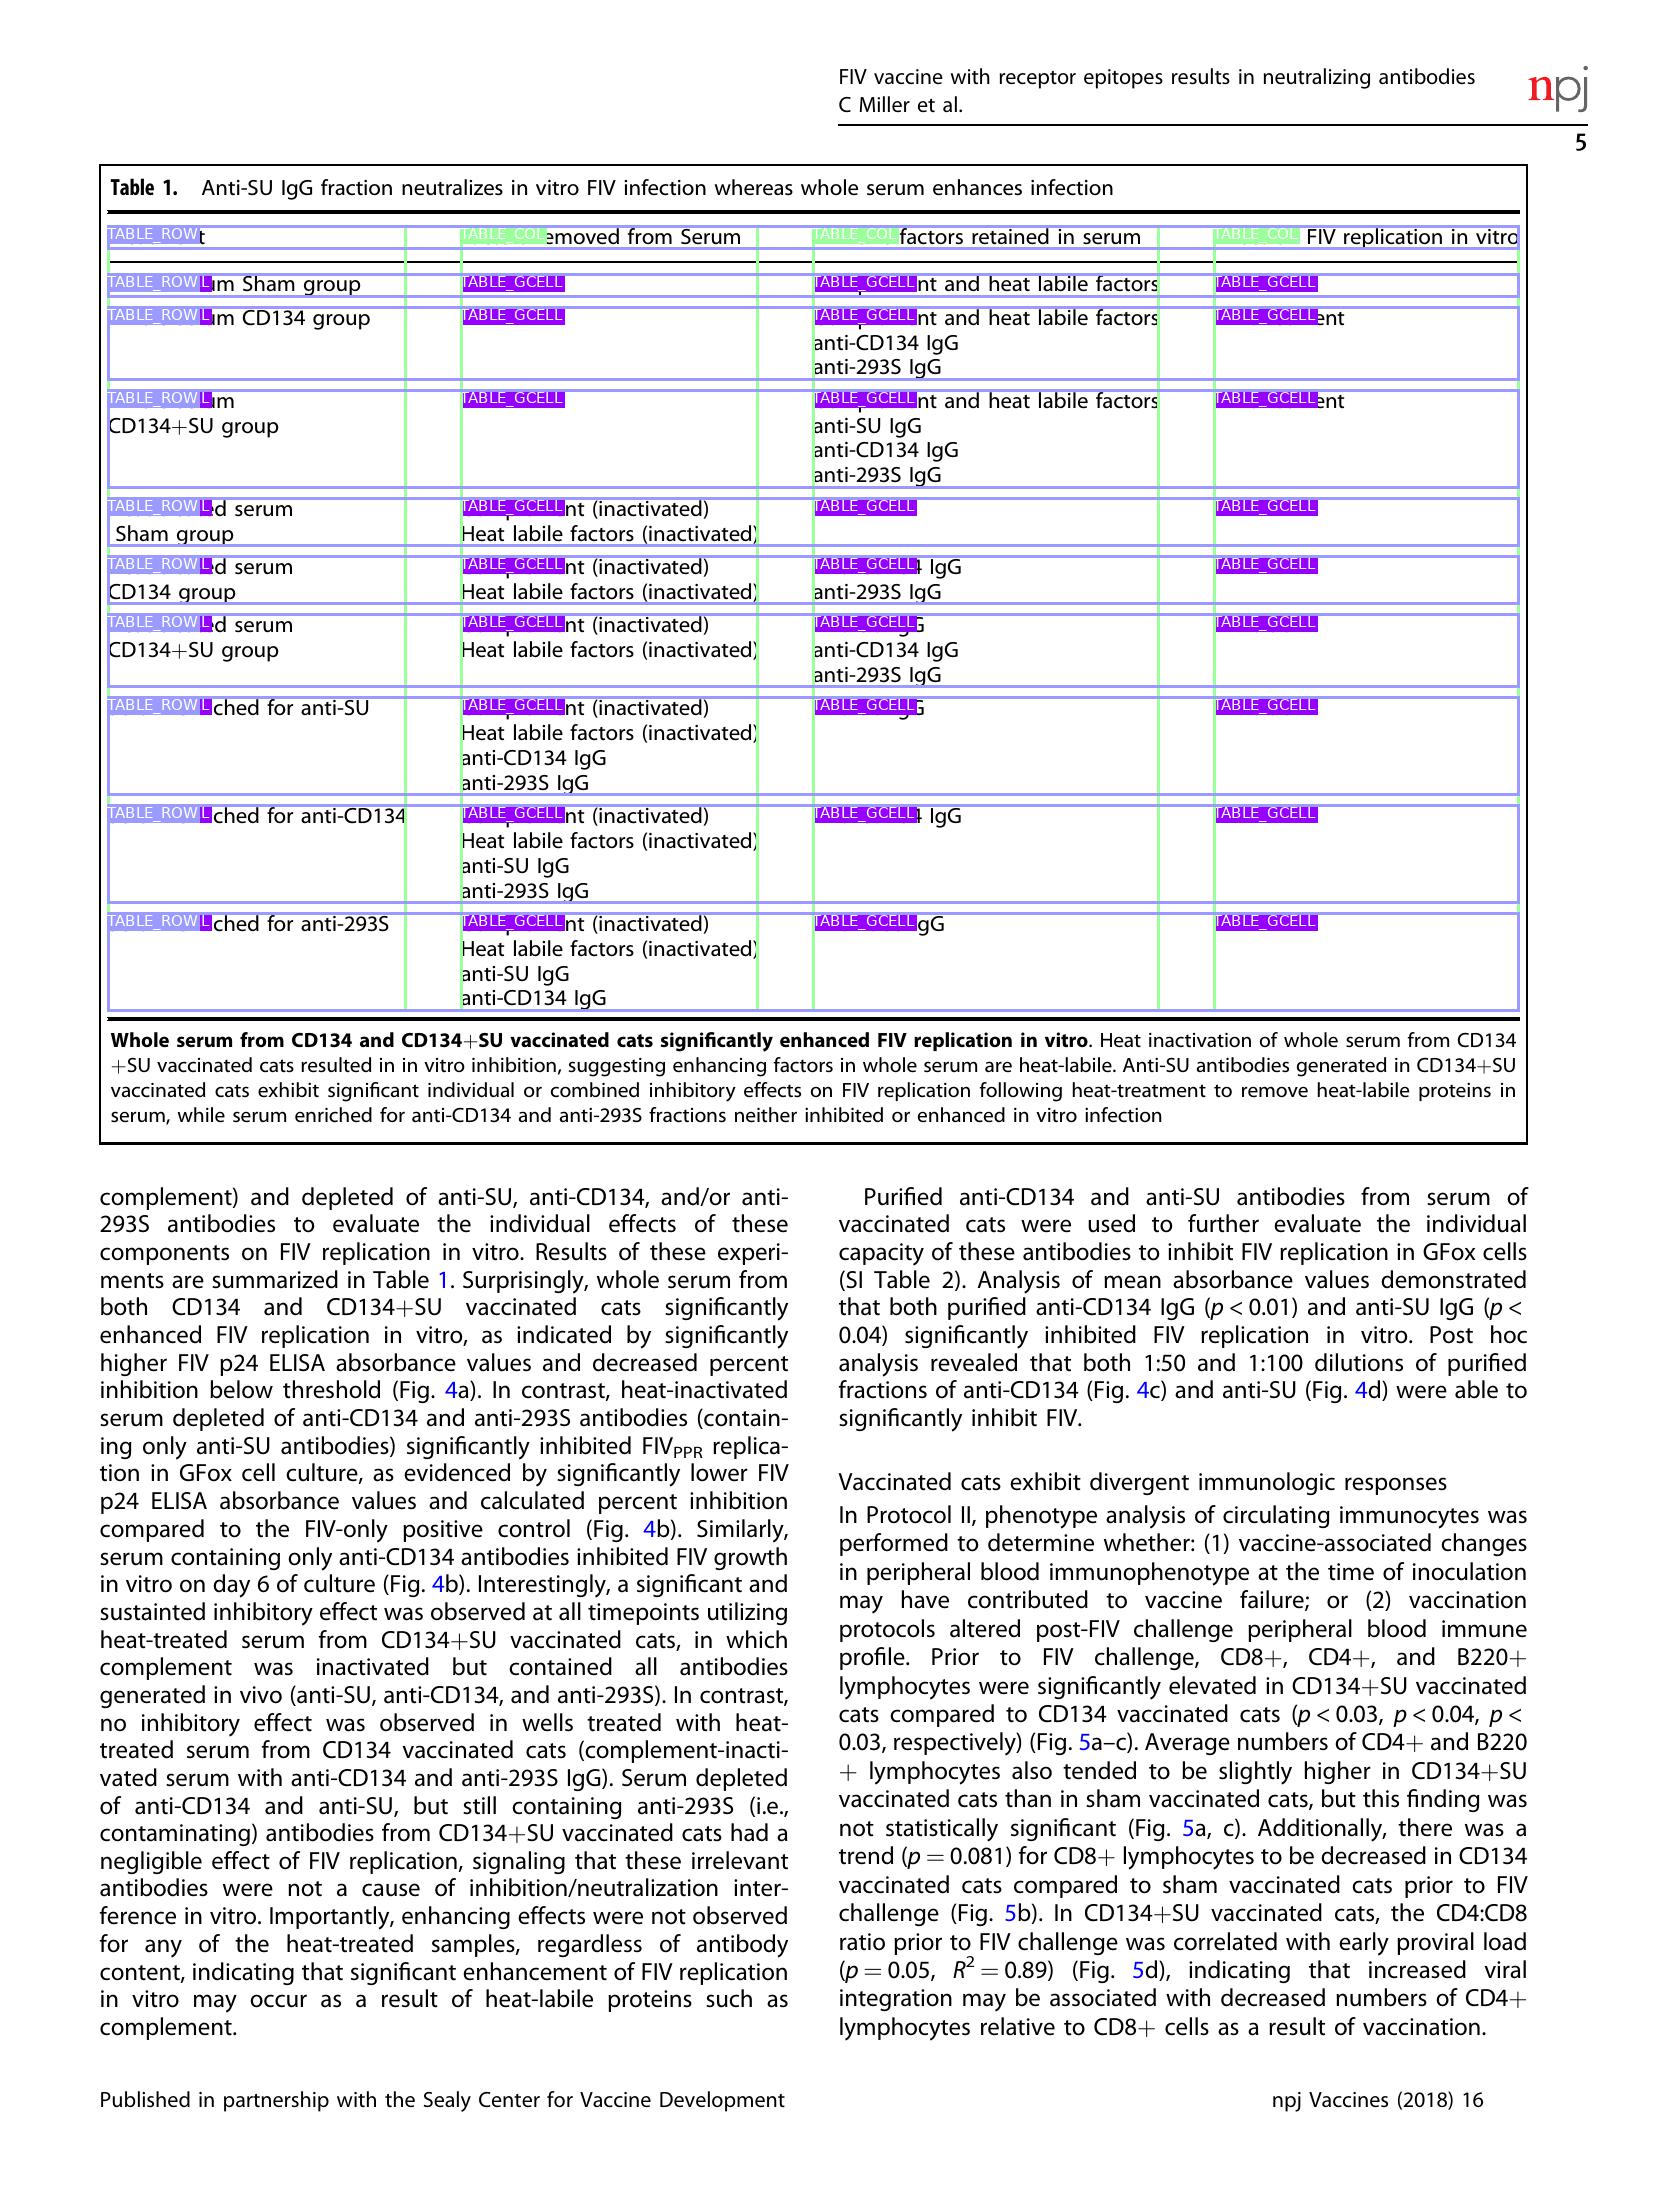 FIV vaccine with receptor epitopes results in neutralizing antibodies
C Miller et al.
npj
5
Table 1. Anti-SU IgG fraction neutralizes in vitro FIV infection whereas whole serum enhances infection
TABLE_ROW TABLE_COL emoved from Serum TABLE_COL factors retained in serum TABLE_COL FIV replication in vitro
TABLE_ROW um Sham group TABLE_GCELL TABLE_GCELL nt and heat labile factors TABLE_GCELL
TABLE_ROW um CD134 group TABLE_GCELL TABLE_GCELL nt and heat labile factors TABLE_GCELL ent
anti-CD134 IgG
anti-293S IgG
TABLE_ROW um TABLE_GCELL TABLE_GCELL nt and heat labile factors TABLE_GCELL ent
CD134+SU group anti-SU IgG
anti-CD134 IgG
anti-293S IgG
TABLE_ROW ed serum TABLE_GCELL nt (inactivated) TABLE_GCELL TABLE_GCELL
Sham group Heat labile factors (inactivated)
TABLE_ROW ed serum TABLE_GCELL nt (inactivated) TABLE_GCELL IgG TABLE_GCELL
CD134 group Heat labile factors (inactivated) anti-293S IgG
TABLE_ROW ed serum TABLE_GCELL nt (inactivated) TABLE_GCELL TABLE_GCELL
CD134+SU group Heat labile factors (inactivated) anti-CD134 IgG
anti-293S IgG
TABLE_ROW ched for anti-SU TABLE_GCELL nt (inactivated) TABLE_GCELL TABLE_GCELL
Heat labile factors (inactivated)
anti-CD134 IgG
anti-293S IgG
TABLE_ROW ched for anti-CD134 TABLE_GCELL nt (inactivated) TABLE_GCELL IgG TABLE_GCELL
Heat labile factors (inactivated)
anti-SU IgG
anti-293S IgG
TABLE_ROW ched for anti-293S TABLE_GCELL nt (inactivated) TABLE_GCELL gG TABLE_GCELL
Heat labile factors (inactivated)
anti-SU IgG
anti-CD134 IgG
Whole serum from CD134 and CD134+SU vaccinated cats significantly enhanced FIV replication in vitro. Heat inactivation of whole serum from CD134
+SU vaccinated cats resulted in in vitro inhibition, suggesting enhancing factors in whole serum are heat-labile. Anti-SU antibodies generated in CD134+SU
vaccinated cats exhibit significant individual or combined inhibitory effects on FIV replication following heat-treatment to remove heat-labile proteins in
serum, while serum enriched for anti-CD134 and anti-293S fractions neither inhibited or enhanced in vitro infection
complement) and depleted of anti-SU, anti-CD134, and/or anti-
293S antibodies to evaluate the individual effects of these
components on FIV replication in vitro. Results of these experi-
ments are summarized in Table 1. Surprisingly, whole serum from
both CD134 and CD134+SU vaccinated cats significantly
enhanced FIV replication in vitro, as indicated by significantly
higher FIV p24 ELISA absorbance values and decreased percent
inhibition below threshold (Fig. 4a). In contrast, heat-inactivated
serum depleted of anti-CD134 and anti-293S antibodies (contain-
ing only anti-SU antibodies) significantly inhibited FIVPPR replica-
tion in GFox cell culture, as evidenced by significantly lower FIV
p24 ELISA absorbance values and calculated percent inhibition
compared to the FIV-only positive control (Fig. 4b). Similarly,
serum containing only anti-CD134 antibodies inhibited FIV growth
in vitro on day 6 of culture (Fig. 4b). Interestingly, a significant and
sustainted inhibitory effect was observed at all timepoints utilizing
heat-treated serum from CD134+SU vaccinated cats, in which
complement was inactivated but contained all antibodies
generated in vivo (anti-SU, anti-CD134, and anti-293S). In contrast,
no inhibitory effect was observed in wells treated with heat-
treated serum from CD134 vaccinated cats (complement-inacti-
vated serum with anti-CD134 and anti-293S IgG). Serum depleted
of anti-CD134 and anti-SU, but still containing anti-293S (i.e.,
contaminating) antibodies from CD134+SU vaccinated cats had a
negligible effect of FIV replication, signaling that these irrelevant
antibodies were not a cause of inhibition/neutralization inter-
ference in vitro. Importantly, enhancing effects were not observed
for any of the heat-treated samples, regardless of antibody
content, indicating that significant enhancement of FIV replication
in vitro may occur as a result of heat-labile proteins such as
complement.
Purified anti-CD134 and anti-SU antibodies from serum of
vaccinated cats were used to further evaluate the individual
capacity of these antibodies to inhibit FIV replication in GFox cells
(SI Table 2). Analysis of mean absorbance values demonstrated
that both purified anti-CD134 IgG (p < 0.01) and anti-SU IgG (p <
0.04) significantly inhibited FIV replication in vitro. Post hoc
analysis revealed that both 1:50 and 1:100 dilutions of purified
fractions of anti-CD134 (Fig. 4c) and anti-SU (Fig. 4d) were able to
significantly inhibit FIV.
Vaccinated cats exhibit divergent immunologic responses
In Protocol II, phenotype analysis of circulating immunocytes was
performed to determine whether: (1) vaccine-associated changes
in peripheral blood immunophenotype at the time of inoculation
may have contributed to vaccine failure; or (2) vaccination
protocols altered post-FIV challenge peripheral blood immune
profile. Prior to FIV challenge, CD8+, CD4+, and B220+
lymphocytes were significantly elevated in CD134+SU vaccinated
cats compared to CD134 vaccinated cats (p < 0.03, p < 0.04, p <
0.03, respectively) (Fig. 5a–c). Average numbers of CD4+ and B220
+ lymphocytes also tended to be slightly higher in CD134+SU
vaccinated cats than in sham vaccinated cats, but this finding was
not statistically significant (Fig. 5a, c). Additionally, there was a
trend (p = 0.081) for CD8+ lymphocytes to be decreased in CD134
vaccinated cats compared to sham vaccinated cats prior to FIV
challenge (Fig. 5b). In CD134+SU vaccinated cats, the CD4:CD8
ratio prior to FIV challenge was correlated with early proviral load
(p = 0.05, R² = 0.89) (Fig. 5d), indicating that increased viral
integration may be associated with decreased numbers of CD4+
lymphocytes relative to CD8+ cells as a result of vaccination.
Published in partnership with the Sealy Center for Vaccine Development
npj Vaccines (2018) 16